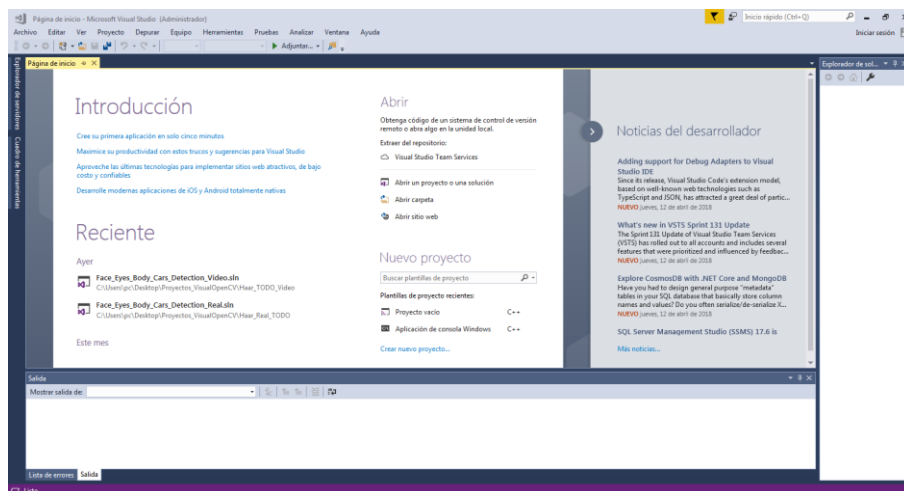 Página de inicio - Microsoft Visual Studio (Administrador)
Inicio rápido (Ctrl+Q)
Archivo Editar Ver Proyecto Depurar Equipo Herramientas Pruebas Analizar Ventana Ayuda
Iniciar sesión
Adjuntar...
Explorador de servidores
Cuadro de herramientas
Página de inicio
Explorador de sol...
Introducción
Cree su primera aplicación en solo cinco minutos
Maximice su productividad con estos trucos y sugerencias para Visual Studio
Aproveche las últimas tecnologías para implementar sitios web atractivos, de bajo
costo y confiables
Desarrolle modernas aplicaciones de iOS y Android totalmente nativas
Reciente
Ayer
Face_Eyes_Body_Cars_Detection_Video.sln
C:\Users\pc\Desktop\Proyectos_VisualOpenCV\Haar_TODO_Video
Face_Eyes_Body_Cars_Detection_Real.sln
C:\Users\pc\Desktop\Proyectos_VisualOpenCV\Haar_Real_TODO
Este mes
Abrir
Obtenga código de un sistema de control de versión
remoto o abra algo en la unidad local.
Extraer del repositorio:
Visual Studio Team Services
Abrir un proyecto o una solución
Abrir carpeta
Abrir sitio web
Nuevo proyecto
Buscar plantillas de proyecto
Plantillas de proyecto recientes:
Proyecto vacío C++
Aplicación de consola Windows C++
Crear nuevo proyecto...
Noticias del desarrollador
Adding support for Debug Adapters to Visual
Studio IDE
Since its release, Visual Studio Code's extension model,
based on well-known web technologies such as
TypeScript and JSON, has attracted a great deal of partic...
NUEVO jueves, 12 de abril de 2018
What's new in VSTS Sprint 131 Update
The Sprint 131 Update of Visual Studio Team Services
(VSTS) has rolled out to all accounts and includes several
features that were prioritized and influenced by feedbac...
NUEVO jueves, 12 de abril de 2018
Explore CosmosDB with .NET Core and MongoDB
Have you had to design general purpose "metadata"
tables in your SQL database that basically store column
names and values? Do you often serialize/de-serialize X...
NUEVO jueves, 12 de abril de 2018
SQL Server Management Studio (SSMS) 17.6 is
Más noticias...
Salida
Mostrar salida de:
Lista de errores Salida
Listo